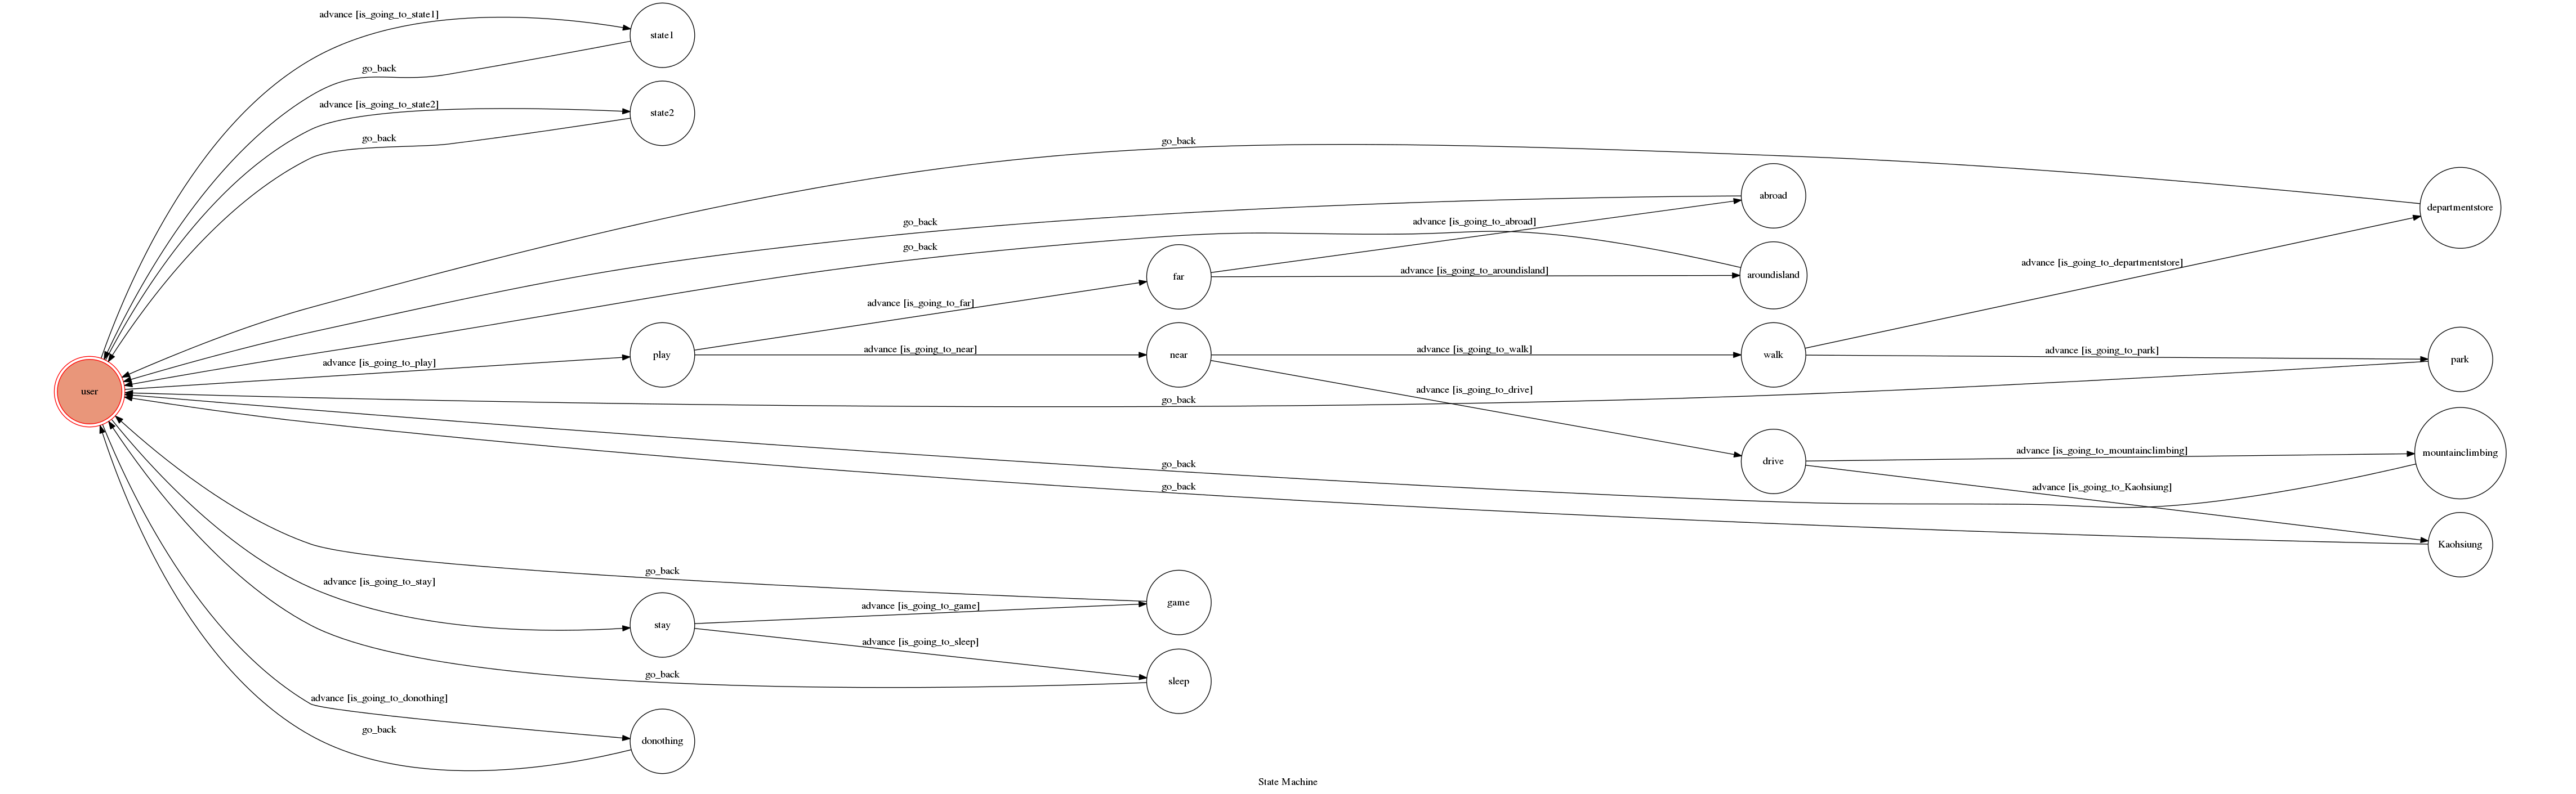 advance [is_going_to_state1]
state1
go_back
advance [is_going_to_state2]
state2
go_back
go_back
abroad
departmentstore
go_back
advance [is_going_to_abroad]
go_back
advance [is_going_to_departmentstore]
far
advance [is_going_to_aroundisland]
aroundisland
advance [is_going_to_far]
play
advance [is_going_to_near]
near
advance [is_going_to_walk]
walk
advance [is_going_to_park]
park
advance [is_going_to_play]
user
advance [is_going_to_drive]
go_back
drive
advance [is_going_to_mountainclimbing]
mountainclimbing
go_back
go_back
advance [is_going_to_Kaohsiung]
Kaohsiung
go_back
advance [is_going_to_stay]
stay
advance [is_going_to_game]
game
advance [is_going_to_sleep]
go_back
sleep
advance [is_going_to_donothing]
go_back
donothing
State Machine